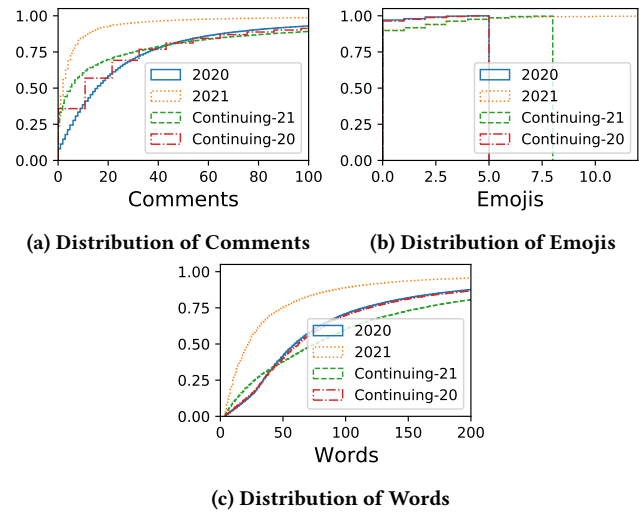 1.00
0.75
0.50
0.25
0.00
2020
2021
Continuing-21
Continuing-20
0 20 40 60 80 100
Comments
(a) Distribution of Comments
1.00
0.75
0.50
0.25
0.00
2020
2021
Continuing-21
Continuing-20
0.0 2.5 5.0 7.5 10.0
Emojis
(b) Distribution of Emojis
1.00
0.75
0.50
0.25
0.00
2020
2021
Continuing-21
Continuing-20
50 100 150 200
0
Words
(c) Distribution of Words